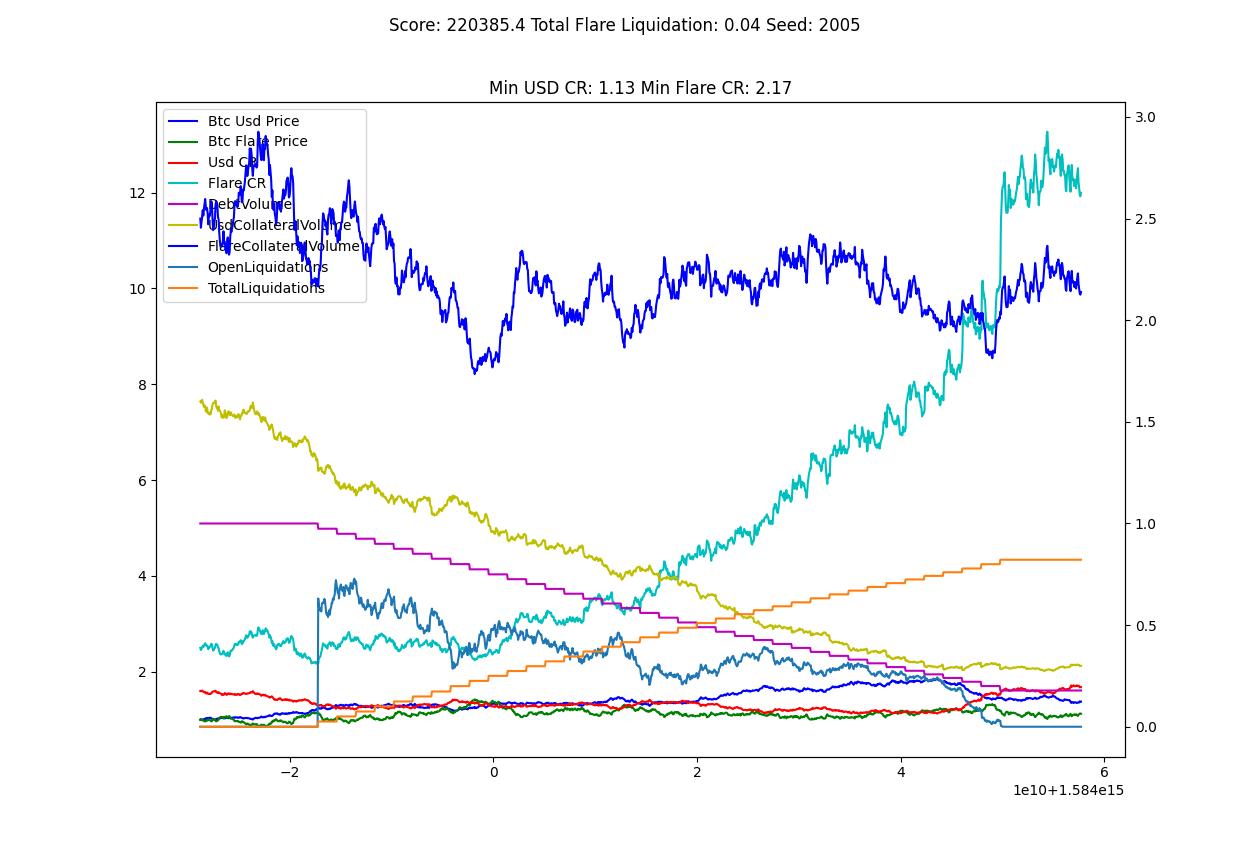 Score: 220385.4 Total Flare Liquidation: 0.04 Seed: 2005
Min USD CR: 1.13 Min Flare CR: 2.17
Btc Usd Price
Btc Flare Price
Usd CR
Flare CR
DebtVolume
UsdCollateralVolume
FlareCollateralVolume
OpenLiquidations
TotalLiquidations
12
10
8
6
4
2
3.0
2.5
2.0
1.5
1.0
0.5
0.0
−2
0
2
4
6
1e10+1.584e15